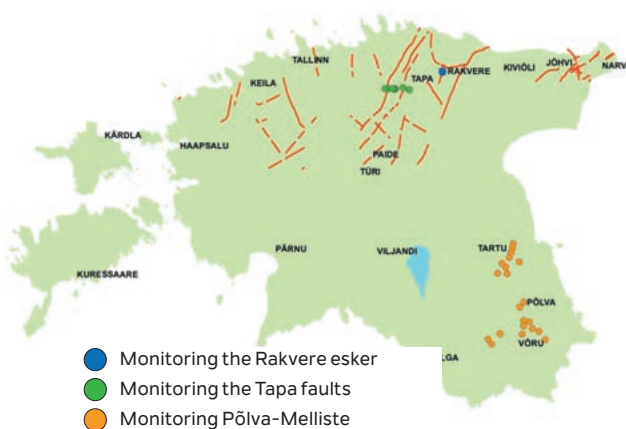 TALLINN
KEILA
TAPA
RAKVERE
KIVIÕLI
JÕHVI
NARV
KÄRDLA
HAAPSALU
PAIDE
TÜRI
PÄRNU
VILJANDI
TARTU
KURESSAARE
PÕLVA
VÕRU
LGA
Monitoring the Rakvere esker
Monitoring the Tapa faults
Monitoring Põlva-Melliste